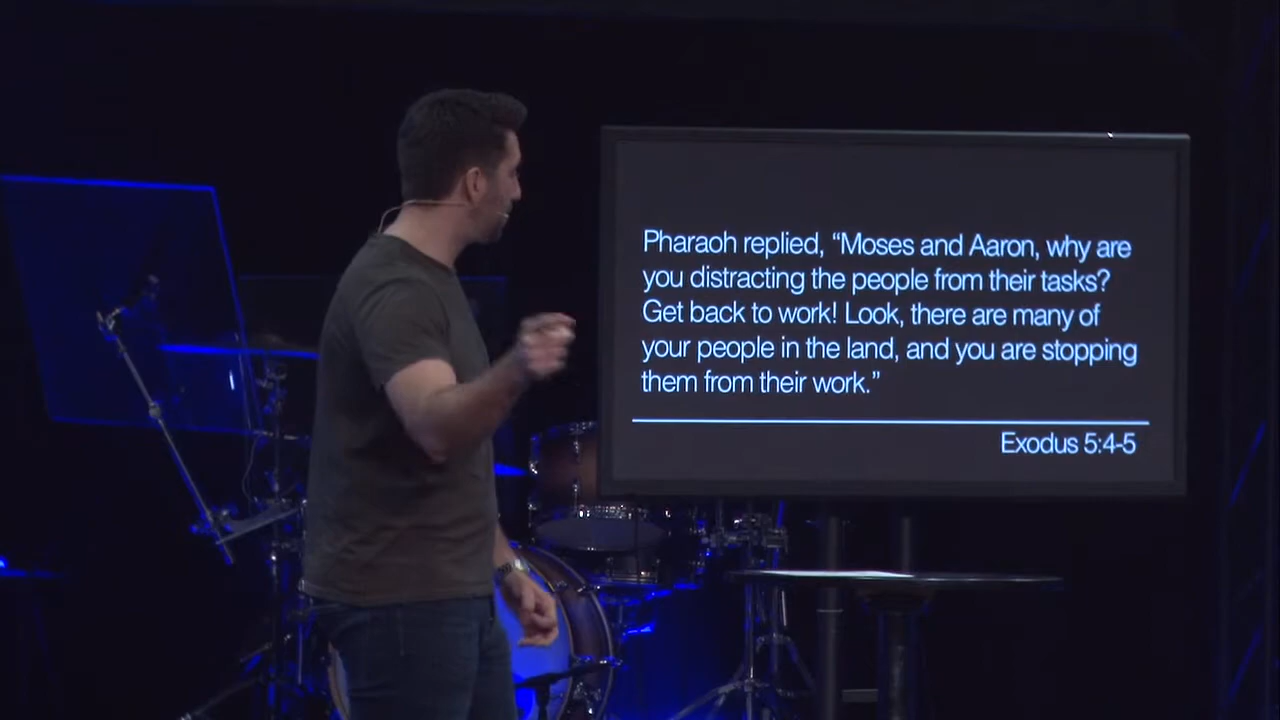 Pharaoh replied, “Moses and Aaron, why are
you distracting the people from their tasks?
Get back to work! Look, there are many of
your people in the land, and you are stopping
them from their work.”
Exodus 5:4-5